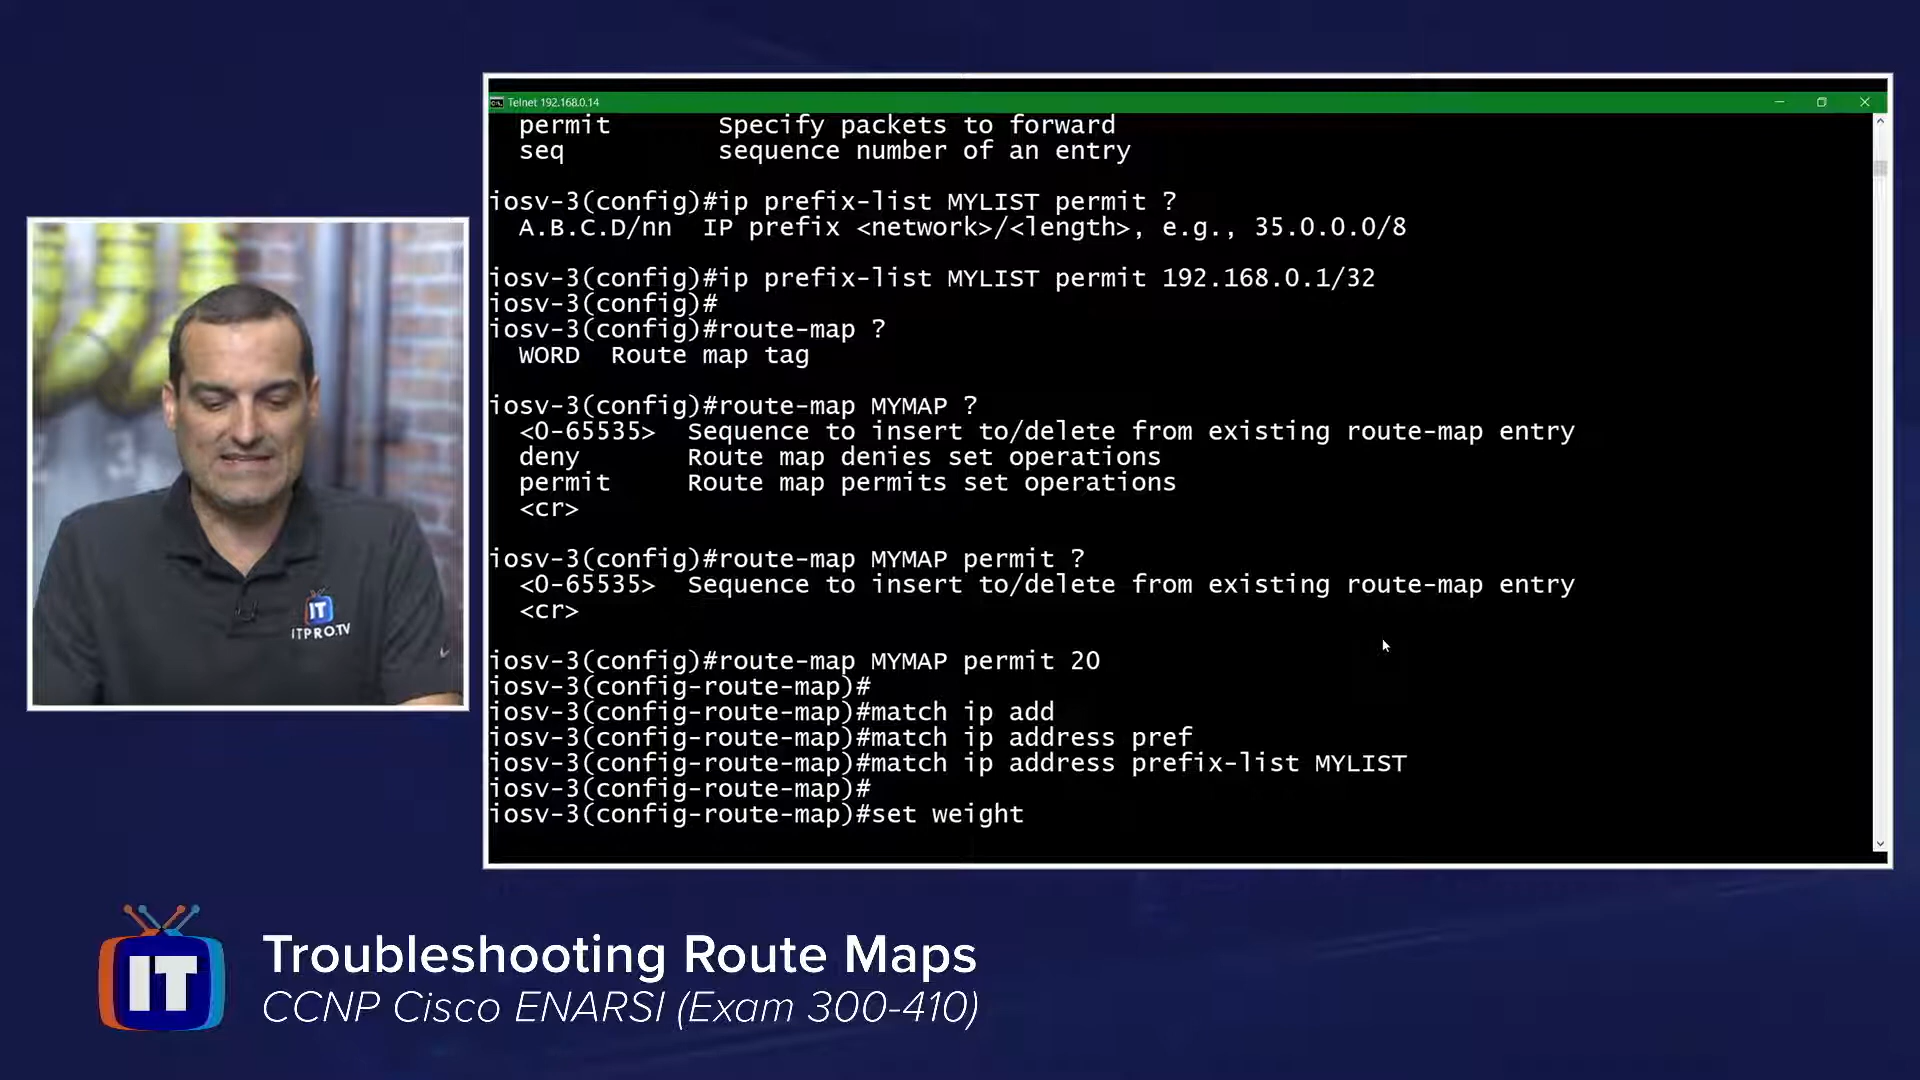 Telnet 192.168.0.14
permit Specify packets to forward
seq sequence number of an entry
iosv-3(config)#ip prefix-list MYLIST permit ?
A.B.C.D/nn IP prefix <network>/<length>, e.g., 35.0.0.0/8
iosv-3(config)#ip prefix-list MYLIST permit 192.168.0.1/32
iosv-3(config)#
iosv-3(config)#route-map ?
WORD Route map tag
iosv-3(config)#route-map MYMAP ?
<0-65535> Sequence to insert to/delete from existing route-map entry
deny Route map denies set operations
permit Route map permits set operations
<cr>
iosv-3(config)#route-map MYMAP permit ?
<0-65535> Sequence to insert to/delete from existing route-map entry
<cr>
iosv-3(config)#route-map MYMAP permit 20
iosv-3(config-route-map)#
iosv-3(config-route-map)#match ip add
iosv-3(config-route-map)#match ip address pref
iosv-3(config-route-map)#match ip address prefix-list MYLIST
iosv-3(config-route-map)#
iosv-3(config-route-map)#set weight
IT
ITPRO.TV
IT
Troubleshooting Route Maps
CCNP Cisco ENARSI (Exam 300-410)